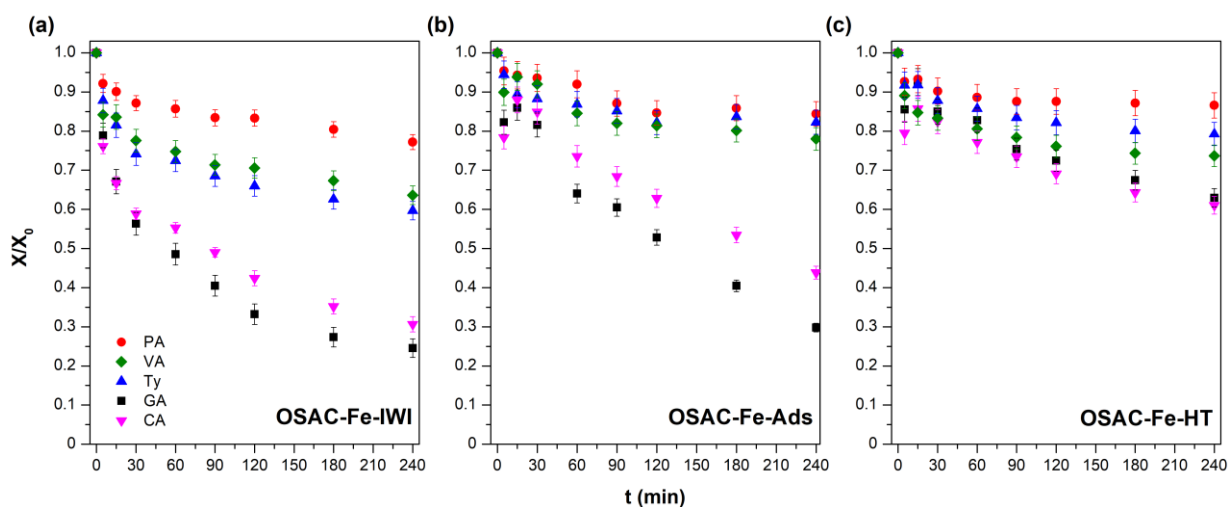 (a) (b) (c)
X/X0
1.0 1.0 1.0
0.9 0.9 0.9
0.8 0.8 0.8
0.7 0.7 0.7
0.6 0.6 0.6
0.5 0.5 0.5
0.4 0.4 0.4
0.3 0.3 0.3
0.2 0.2 0.2
0.1 0.1 0.1
0 0 0
PA
VA
Ty
GA
CA
OSAC-Fe-IWI OSAC-Fe-Ads OSAC-Fe-HT
0 30 60 90 120 150 180 210 240 0 30 60 90 120 150 180 210 240 0 30 60 90 120 150 180 210 240
t (min)